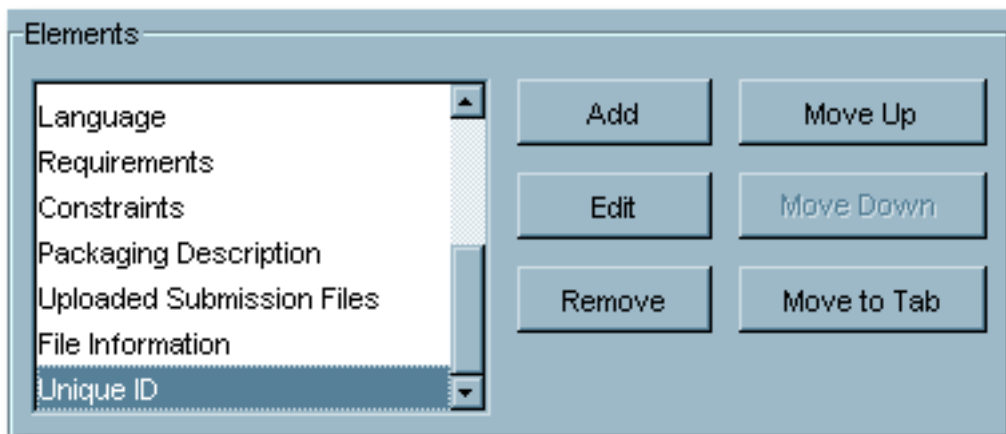 Elements
Language
Requirements
Constraints
Packaging Description
Uploaded Submission Files
File Information
Unique ID
Add
Move Up
Edit
Move Down
Remove
Move to Tab